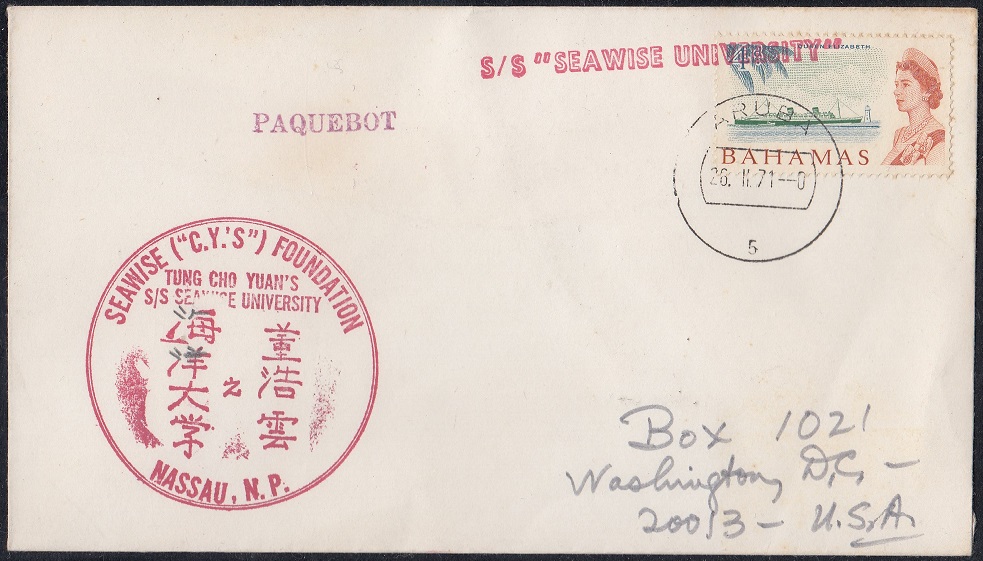 S/S "SEAWISE UNIVERSITY"
QUEEN ELIZABETH
BAHAMAS
ARUBA
26. II. 71--0
5
PAQUEBOT
SEAWISE ("C.Y.'S") FOUNDATION
TUNG CHO YUAN'S
S/S SEAWISE UNIVERSITY
董浩雲
之
海洋大学
NASSAU, N.P.
Box 1021
Washington, D.C. -
20013 - U.S.A.